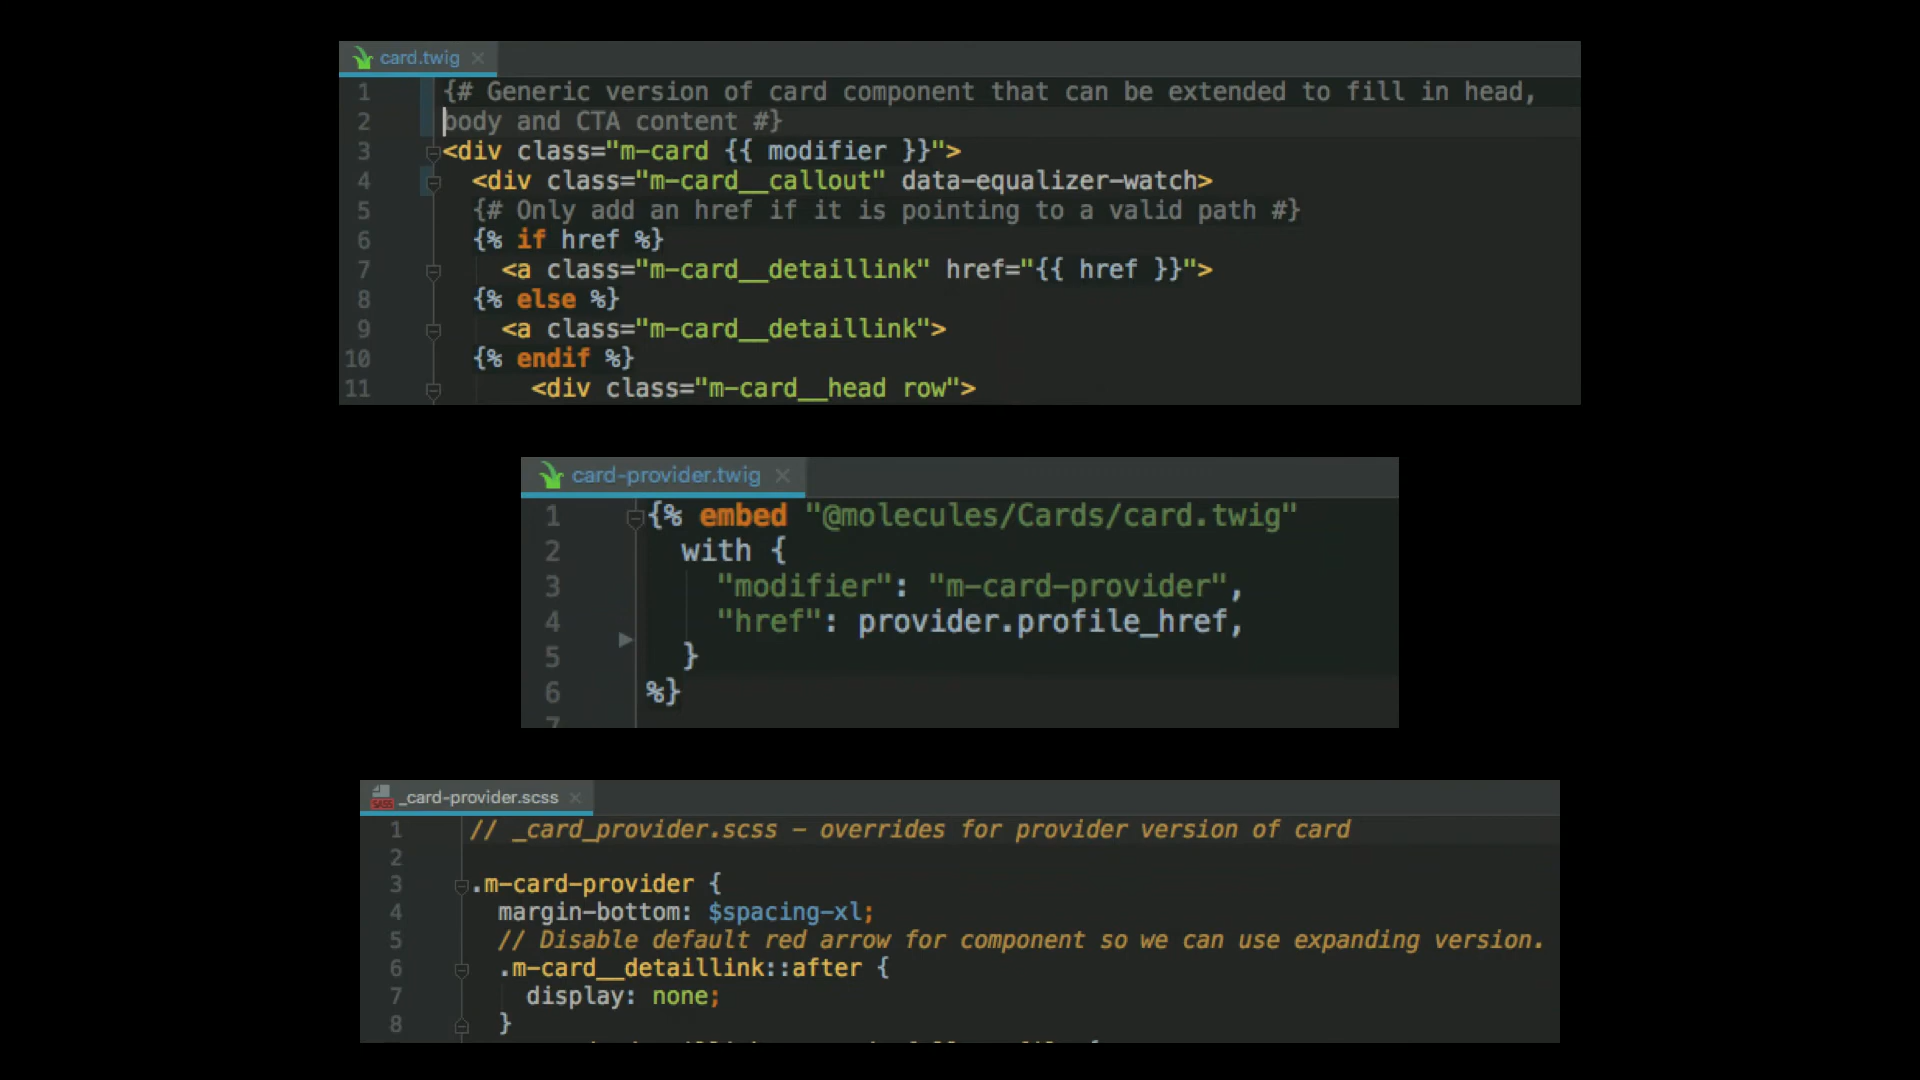 card.twig
1 {# Generic version of card component that can be extended to fill in head,
2 body and CTA content #}
3 <div class="m-card {{ modifier }}">
4 <div class="m-card__callout" data-equalizer-watch>
5 {# Only add an href if it is pointing to a valid path #}
6 {% if href %}
7 <a class="m-card__detaillink" href="{{ href }}">
8 {% else %}
9 <a class="m-card__detaillink">
10 {% endif %}
11 <div class="m-card__head row">
card-provider.twig
1 {% embed "@molecules/Cards/card.twig"
2 with {
3 "modifier": "m-card-provider",
4 "href": provider.profile_href,
5 }
6 %}
7
SASS _card-provider.scss
1 // _card_provider.scss - overrides for provider version of card
2
3 .m-card-provider {
4 margin-bottom: $spacing-xl;
5 // Disable default red arrow for component so we can use expanding version.
6 .m-card__detaillink::after {
7 display: none;
8 }